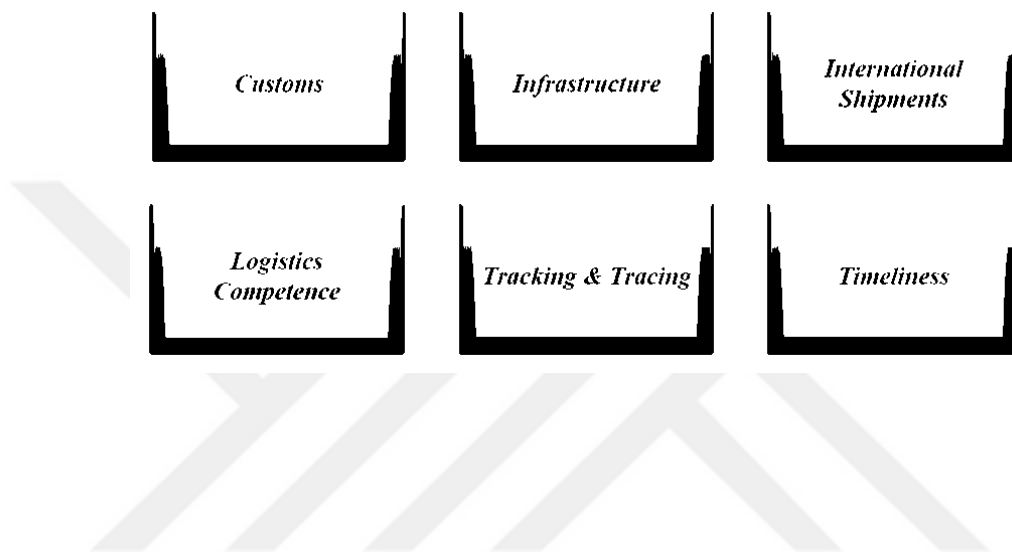 Customs
Infrastructure
International
Shipments
Logistics
Competence
Tracking & Tracing
Timeliness